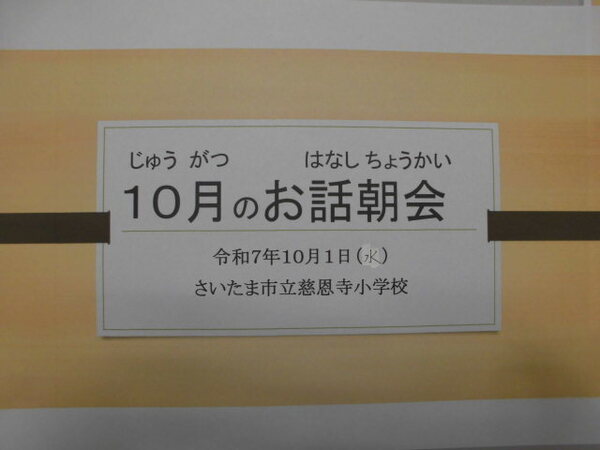 じゅう がつ はなし ちょうかい
10月のお話朝会
令和7年10月1日(水)
さいたま市立慈恩寺小学校